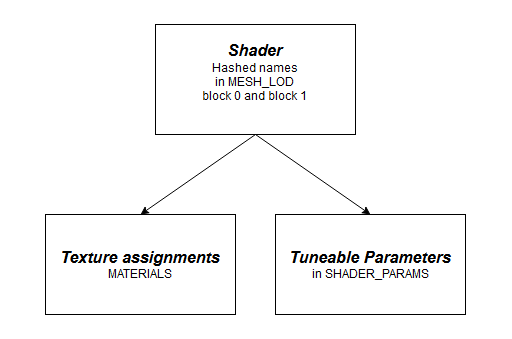 Shader
Hashed names
in MESH_LOD
block 0 and block 1
Texture assignments
MATERIALS
Tuneable Parameters
in SHADER_PARAMS